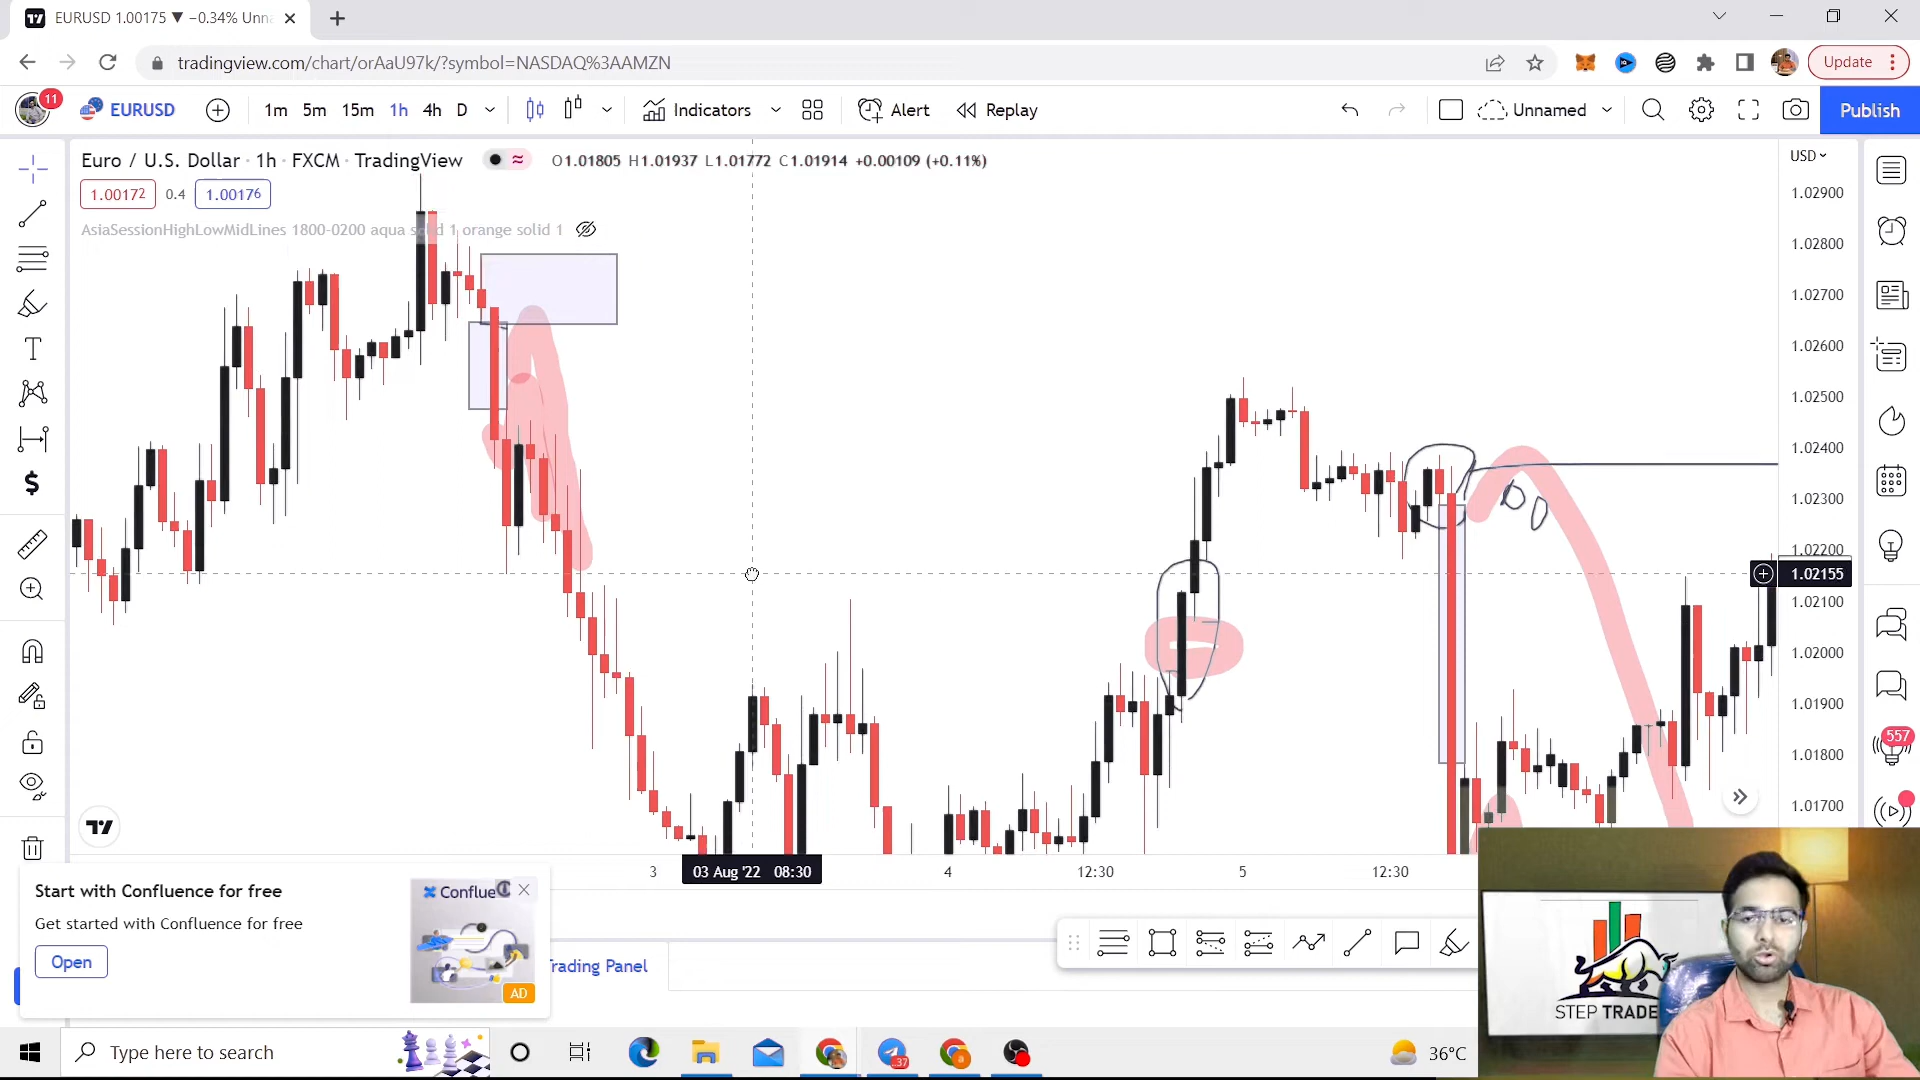 EURUSD 1.00175 ▼ −0.34% Unna
tradingview.com/chart/orAaU97k/?symbol=NASDAQ%3AAMZN
Update
11
EURUSD
1m 5m 15m 1h 4h D
Indicators
Alert
Replay
Unnamed
Publish
Euro / U.S. Dollar · 1h · FXCM · TradingView
O1.01805 H1.01937 L1.01772 C1.01914 +0.00109 (+0.11%)
USD
1.00172 0.4 1.00176
AsiaSessionHighLowMidLines 1800-0200 aqua solid 1 orange solid 1
1.02900
1.02800
1.02700
1.02600
1.02500
1.02400
1.02300
1.02200
1.02155
1.02100
1.02000
1.01900
1.01800
1.01700
557
3
03 Aug '22 08:30
4
12:30
5
12:30
Start with Confluence for free
Get started with Confluence for free
Open
Conflue
AD
Trading Panel
STEP TRADE
Type here to search
37
36°C